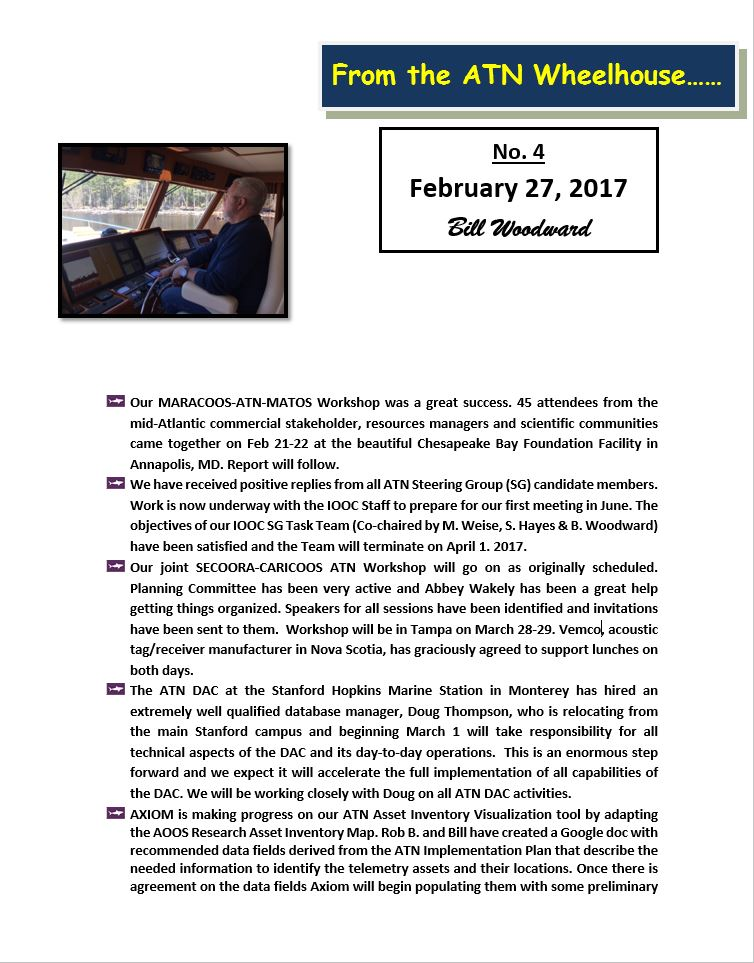 From the ATN Wheelhouse......
No. 4
February 27, 2017
Bill Woodward
Our MARACOOS-ATN-MATOS Workshop was a great success. 45 attendees from the
mid-Atlantic commercial stakeholder, resources managers and scientific communities
came together on Feb 21-22 at the beautiful Chesapeake Bay Foundation Facility in
Annapolis, MD. Report will follow.
We have received positive replies from all ATN Steering Group (SG) candidate members.
Work is now underway with the IOOC Staff to prepare for our first meeting in June. The
objectives of our IOOC SG Task Team (Co-chaired by M. Weise, S. Hayes & B. Woodward)
have been satisfied and the Team will terminate on April 1. 2017.
Our joint SECOORA-CARICOOS ATN Workshop will go on as originally scheduled.
Planning Committee has been very active and Abbey Wakely has been a great help
getting things organized. Speakers for all sessions have been identified and invitations
have been sent to them.  Workshop will be in Tampa on March 28-29. Vemco, acoustic
tag/receiver manufacturer in Nova Scotia, has graciously agreed to support lunches on
both days.
The ATN DAC at the Stanford Hopkins Marine Station in Monterey has hired an
extremely well qualified database manager, Doug Thompson, who is relocating from
the main Stanford campus and beginning March 1 will take responsibility for all
technical aspects of the DAC and its day-to-day operations.  This is an enormous step
forward and we expect it will accelerate the full implementation of all capabilities of
the DAC. We will be working closely with Doug on all ATN DAC activities.
AXIOM is making progress on our ATN Asset Inventory Visualization tool by adapting
the AOOS Research Asset Inventory Map. Rob B. and Bill have created a Google doc with
recommended data fields derived from the ATN Implementation Plan that describe the
needed information to identify the telemetry assets and their locations. Once there is
agreement on the data fields Axiom will begin populating them with some preliminary